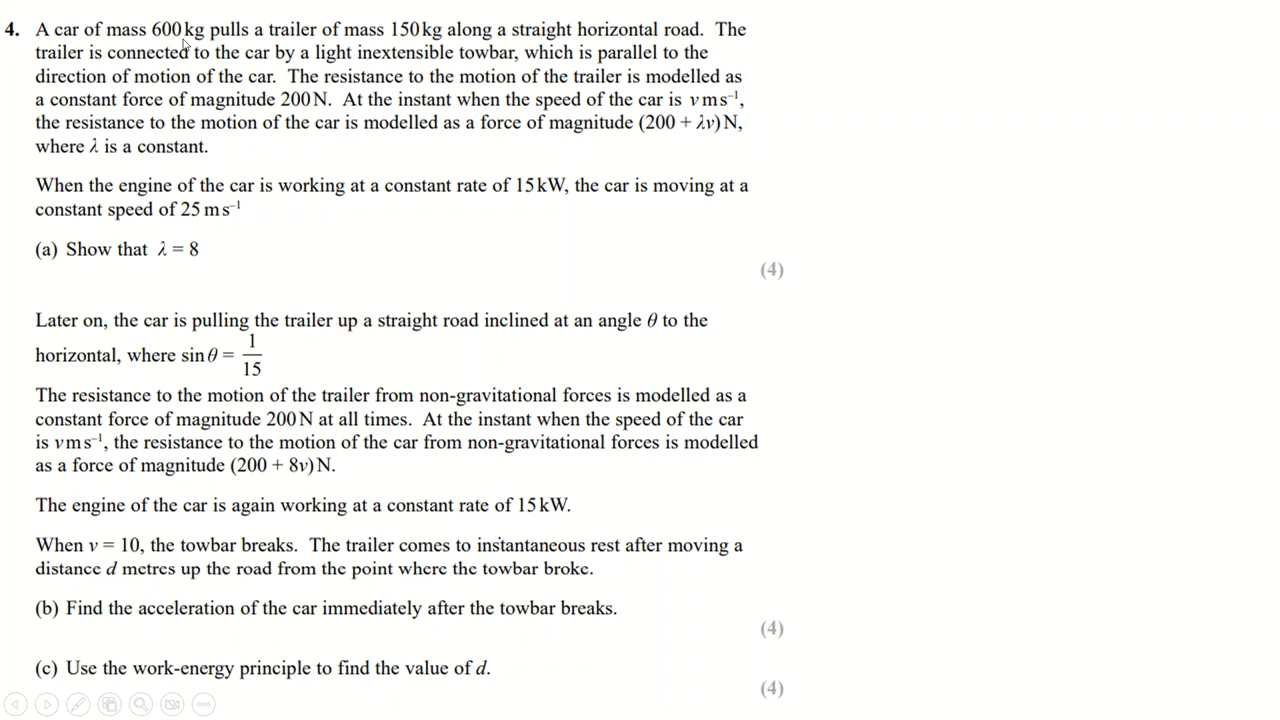 4. A car of mass 600 kg pulls a trailer of mass 150 kg along a straight horizontal road. The
trailer is connected to the car by a light inextensible towbar, which is parallel to the
direction of motion of the car. The resistance to the motion of the trailer is modelled as
a constant force of magnitude 200 N. At the instant when the speed of the car is v m s⁻¹,
the resistance to the motion of the car is modelled as a force of magnitude (200 + λv) N,
where λ is a constant.
When the engine of the car is working at a constant rate of 15 kW, the car is moving at a
constant speed of 25 m s⁻¹
(a) Show that λ = 8
(4)
Later on, the car is pulling the trailer up a straight road inclined at an angle θ to the
horizontal, where sin θ = 1/15
The resistance to the motion of the trailer from non-gravitational forces is modelled as a
constant force of magnitude 200 N at all times. At the instant when the speed of the car
is v m s⁻¹, the resistance to the motion of the car from non-gravitational forces is modelled
as a force of magnitude (200 + 8v) N.
The engine of the car is again working at a constant rate of 15 kW.
When v = 10, the towbar breaks. The trailer comes to instantaneous rest after moving a
distance d metres up the road from the point where the towbar broke.
(b) Find the acceleration of the car immediately after the towbar breaks.
(4)
(c) Use the work-energy principle to find the value of d.
(4)